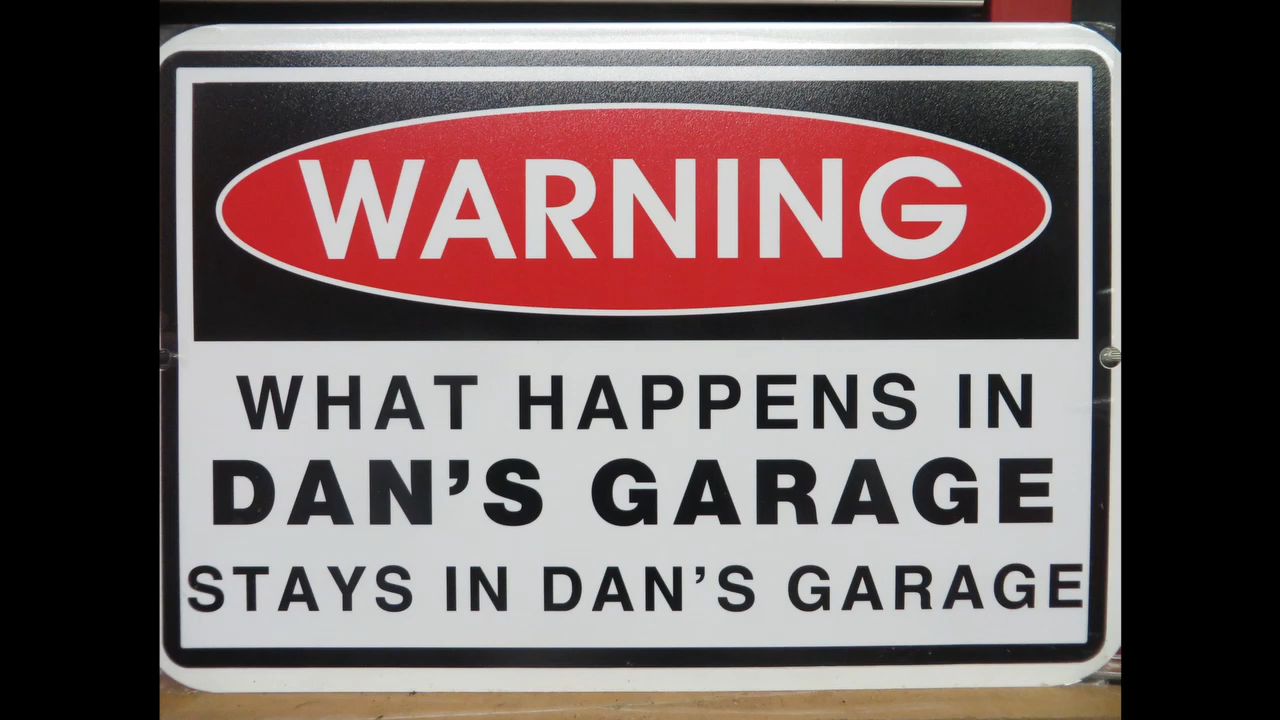 WARNING
WHAT HAPPENS IN
DAN'S GARAGE
STAYS IN DAN'S GARAGE